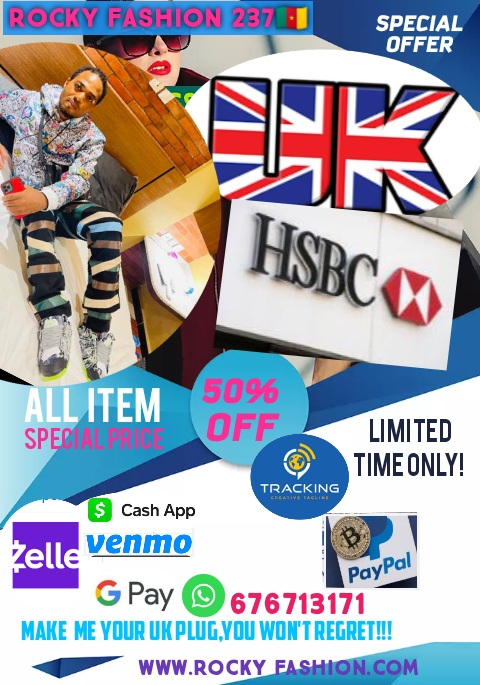 ROCKY FASHION 237🇨🇲
SPECIAL
OFFER
UK
HSBC
50%
OFF
ALL ITEM
SPECIAL PRICE
LIMITED
TIME ONLY!
TRACKING
CREATIVE TAGLINE
Cash App
Zelle
venmo
PayPal
G Pay
676713171
MAKE ME YOUR UK PLUG,YOU WON'T REGRET!!!
WWW.ROCKY FASHION.COM